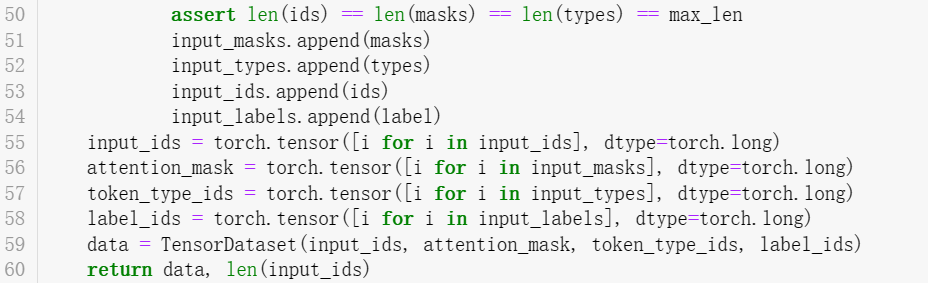 50 assert len(ids) == len(masks) == len(types) == max_len
51 input_masks.append(masks)
52 input_types.append(types)
53 input_ids.append(ids)
54 input_labels.append(label)
55 input_ids = torch.tensor([i for i in input_ids], dtype=torch.long)
56 attention_mask = torch.tensor([i for i in input_masks], dtype=torch.long)
57 token_type_ids = torch.tensor([i for i in input_types], dtype=torch.long)
58 label_ids = torch.tensor([i for i in input_labels], dtype=torch.long)
59 data = TensorDataset(input_ids, attention_mask, token_type_ids, label_ids)
60 return data, len(input_ids)